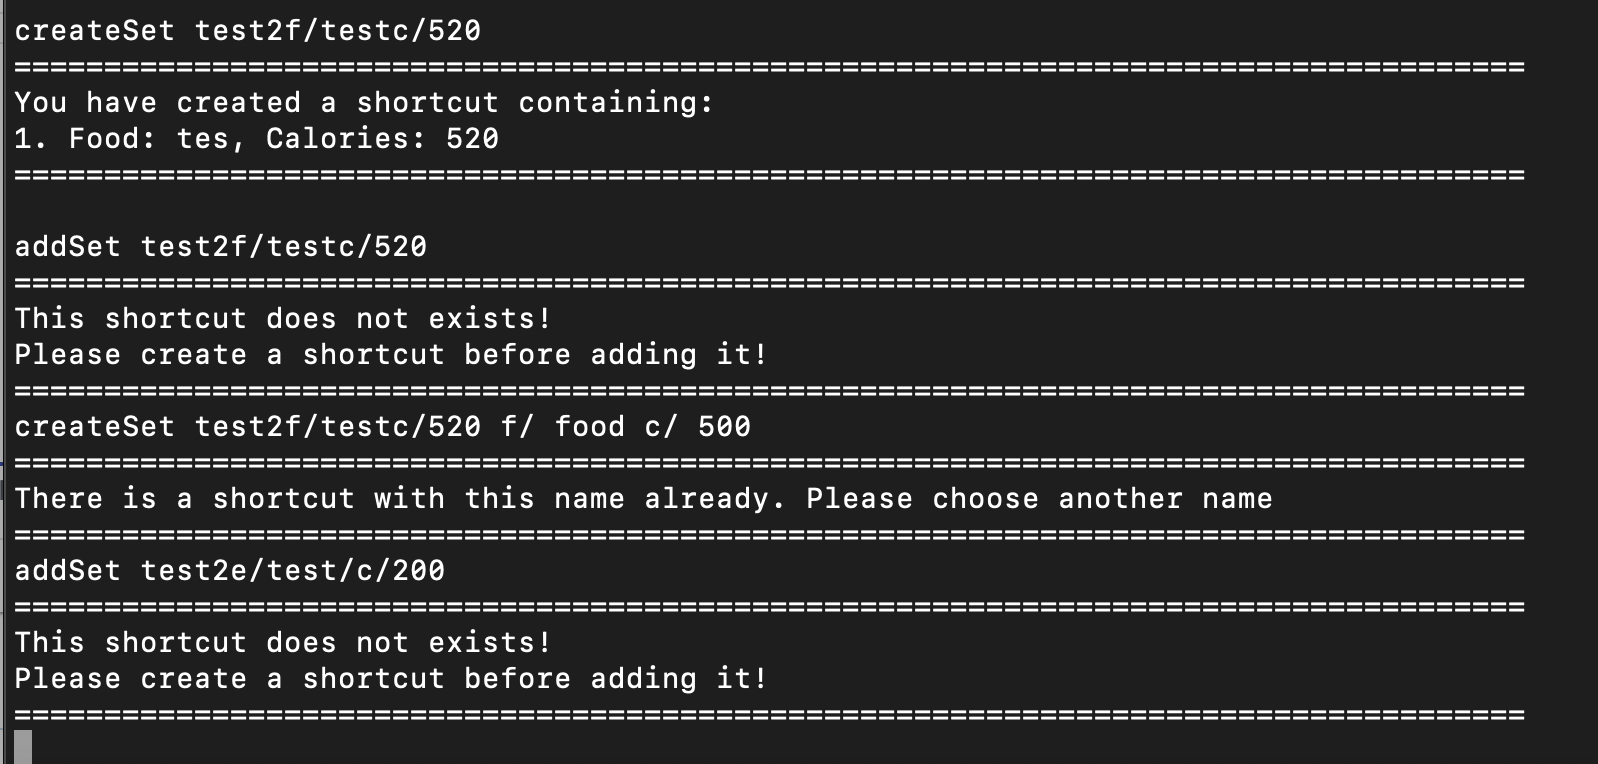 createSet test2f/testc/520
====================================================================================
You have created a shortcut containing:
1. Food: tes, Calories: 520
====================================================================================
addSet test2f/testc/520
====================================================================================
This shortcut does not exists!
Please create a shortcut before adding it!
====================================================================================
createSet test2f/testc/520 f/ food c/ 500
====================================================================================
There is a shortcut with this name already. Please choose another name
====================================================================================
addSet test2e/test/c/200
====================================================================================
This shortcut does not exists!
Please create a shortcut before adding it!
====================================================================================